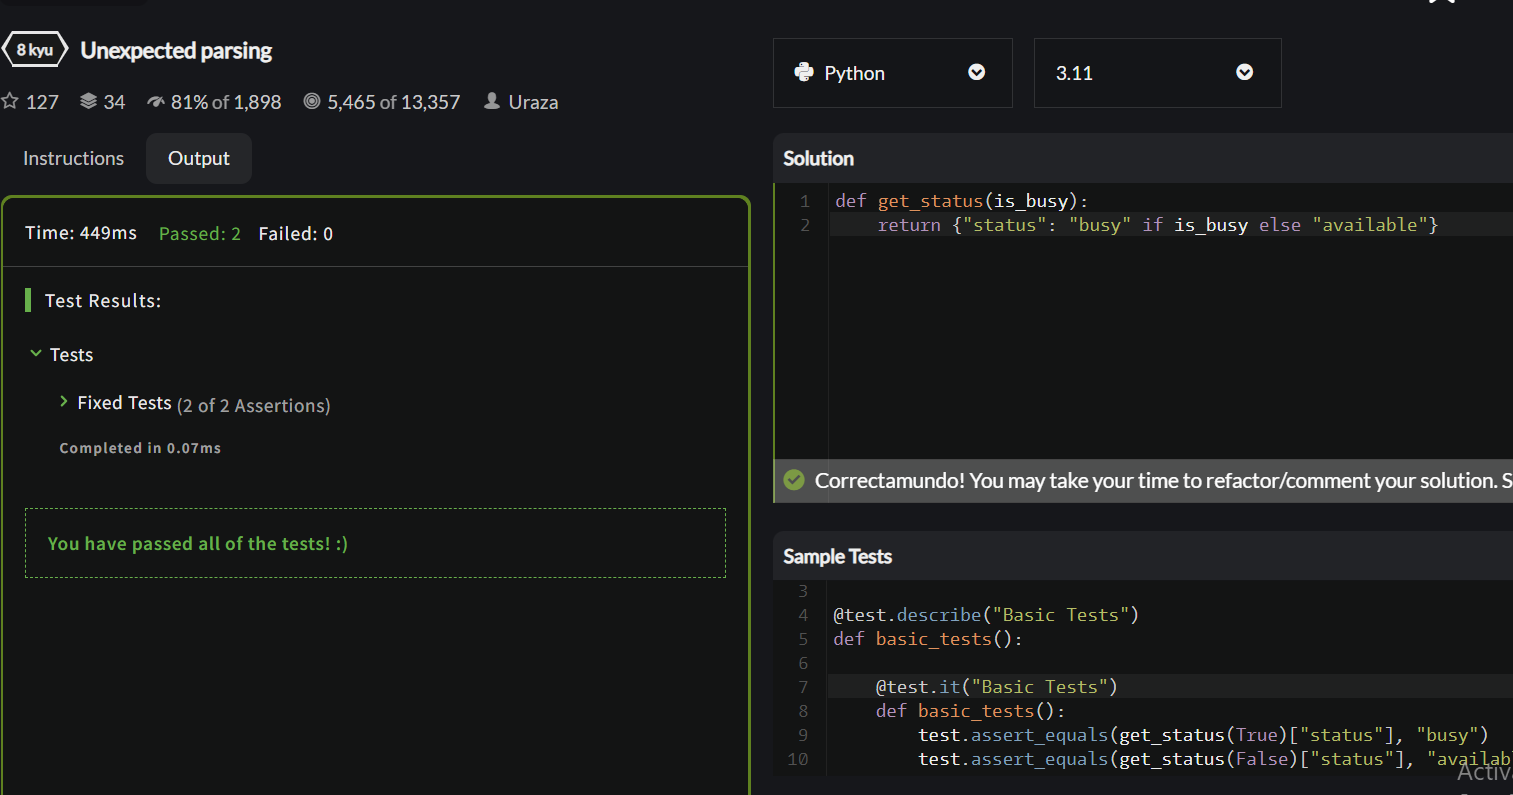 8 kyu Unexpected parsing
127 34 81% of 1,898 5,465 of 13,357 Uraza
Instructions Output
Time: 449ms Passed: 2 Failed: 0
Test Results:
Tests
Fixed Tests (2 of 2 Assertions)
Completed in 0.07ms
You have passed all of the tests! :)
Python 3.11
Solution
1 def get_status(is_busy):
2 return {"status": "busy" if is_busy else "available"}
Correctamundo! You may take your time to refactor/comment your solution. S
Sample Tests
3
4 @test.describe("Basic Tests")
5 def basic_tests():
6
7 @test.it("Basic Tests")
8 def basic_tests():
9 test.assert_equals(get_status(True)["status"], "busy")
10 test.assert_equals(get_status(False)["status"], "availab
Activ